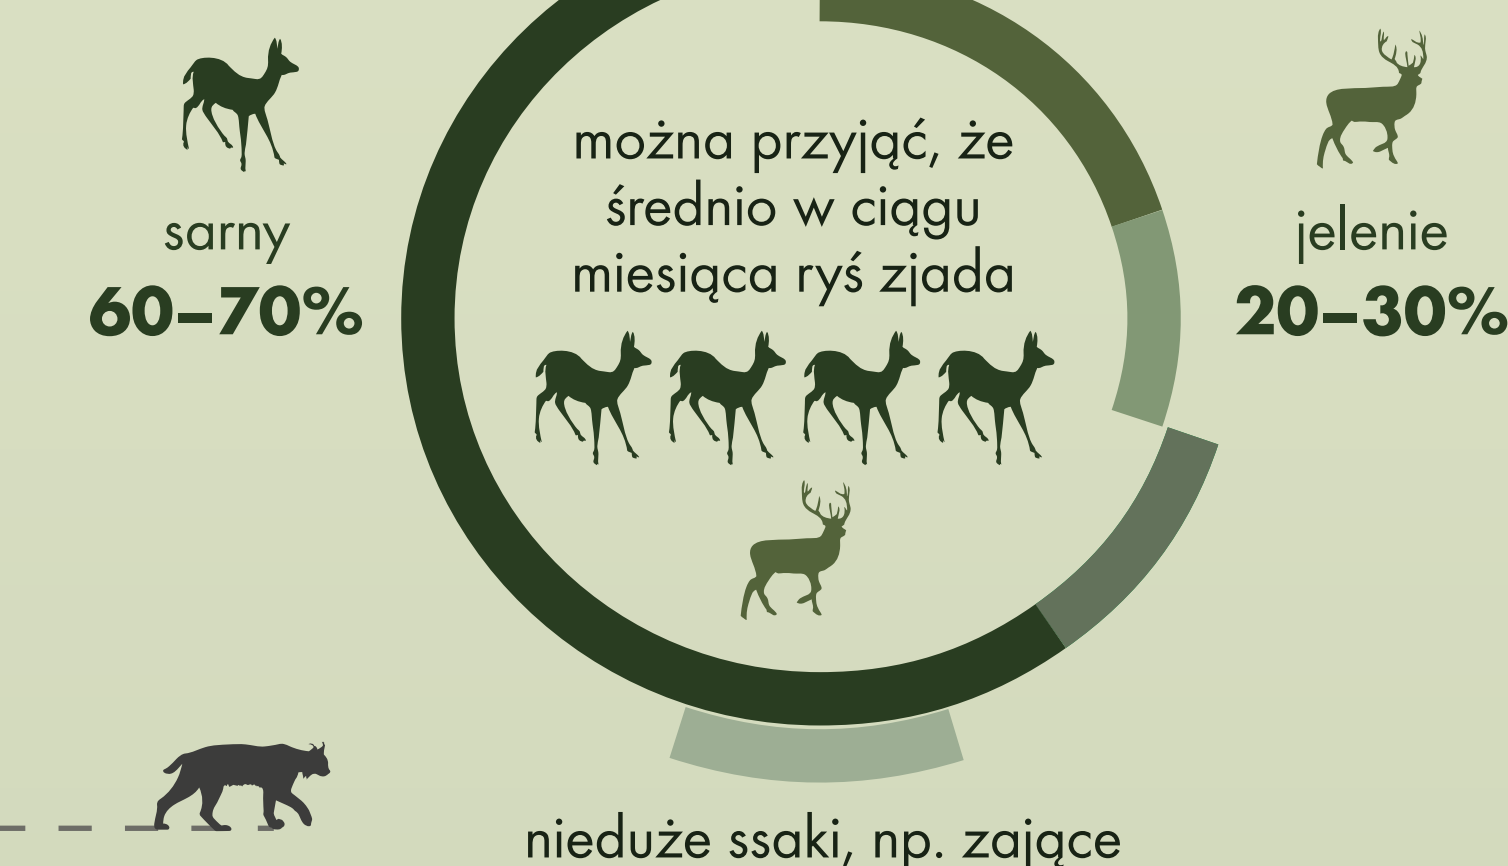 można przyjąć, że
średnio w ciągu
miesiąca ryś zjada
sarny
60–70%
jelenie
20–30%
nieduże ssaki, np. zające